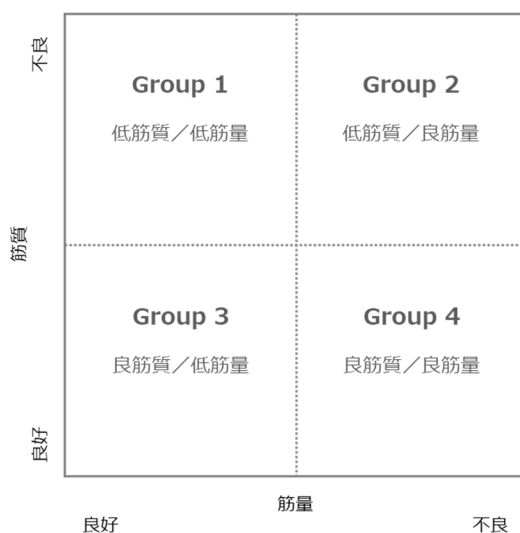 不良
Group 1
低筋質／低筋量
Group 2
低筋質／良筋量
筋質
Group 3
良筋質／低筋量
Group 4
良筋質／良筋量
良好
筋量
良好
不良